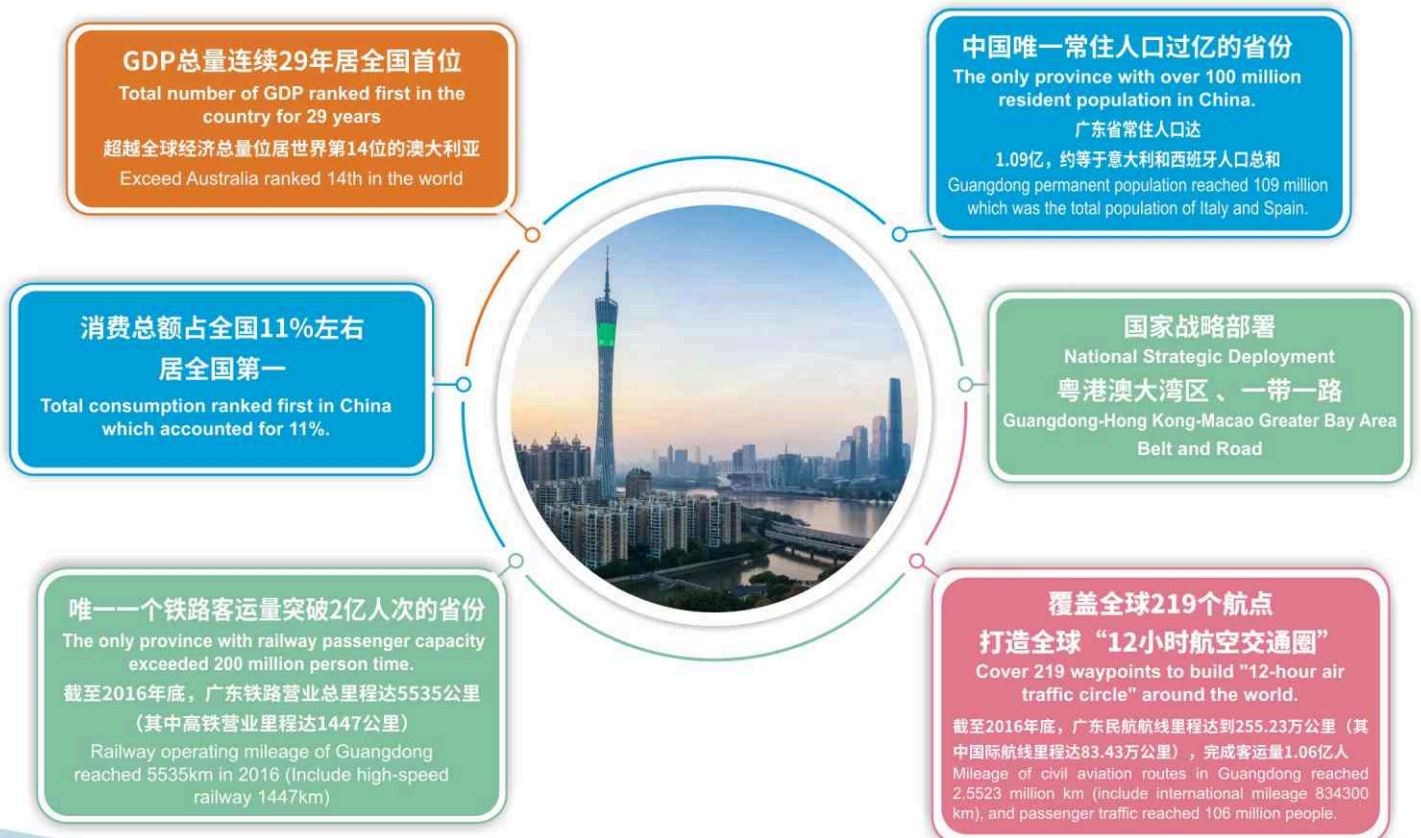 GDP总量连续29年居全国首位
Total number of GDP ranked first in the
country for 29 years
超越全球经济总量位居世界第14位的澳大利亚
Exceed Australia ranked 14th in the world
中国唯一常住人口过亿的省份
The only province with over 100 million
resident population in China.
广东省常住人口达
1.09亿，约等于意大利和西班牙人口总和
Guangdong permanent population reached 109 million
which was the total population of Italy and Spain.
消费总额占全国11%左右
居全国第一
Total consumption ranked first in China
which accounted for 11%.
国家战略部署
National Strategic Deployment
粤港澳大湾区、一带一路
Guangdong-Hong Kong-Macao Greater Bay Area
Belt and Road
唯一一个铁路客运量突破2亿人次的省份
The only province with railway passenger capacity
exceeded 200 million person time.
截至2016年底，广东铁路营业总里程达5535公里
（其中高铁营业里程达1447公里）
Railway operating mileage of Guangdong
reached 5535km in 2016 (Include high-speed
railway 1447km)
覆盖全球219个航点
打造全球“12小时航空交通圈”
Cover 219 waypoints to build "12-hour air
traffic circle" around the world.
截至2016年底，广东民航航线里程达到255.23万公里（其
中国际航线里程达83.43万公里），完成客运量1.06亿人
Mileage of civil aviation routes in Guangdong reached
2.5523 million km (include international mileage 834300
km), and passenger traffic reached 106 million people.